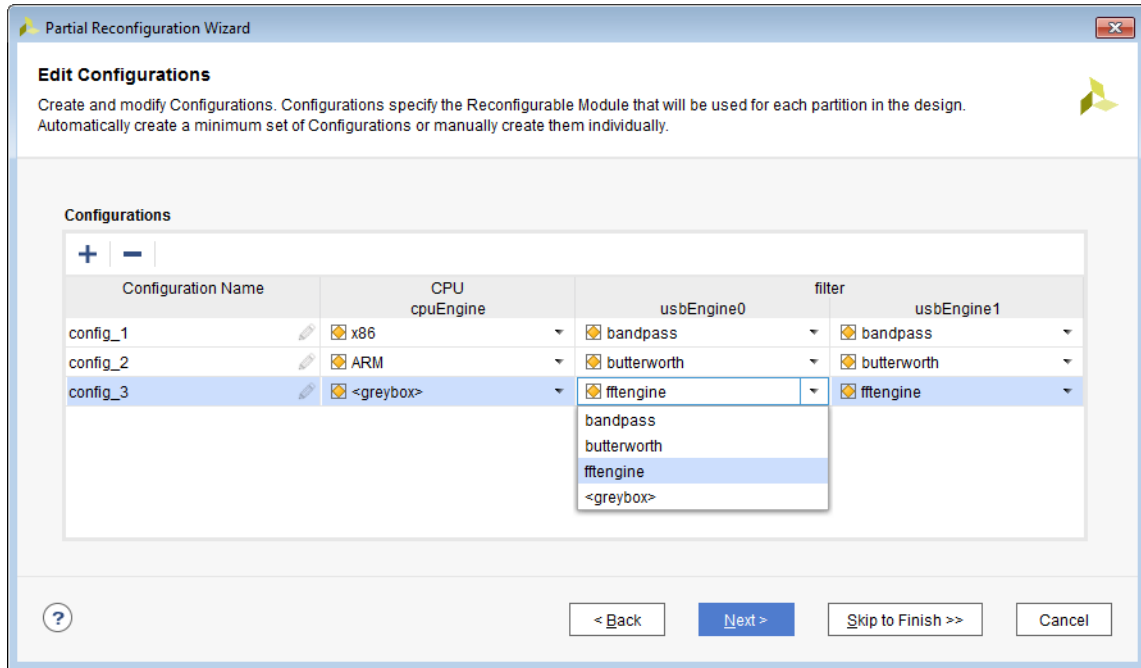 Partial Reconfiguration Wizard
Edit Configurations
Create and modify Configurations. Configurations specify the Reconfigurable Module that will be used for each partition in the design.
Automatically create a minimum set of Configurations or manually create them individually.
Configurations
Configuration Name CPU filter
cpuEngine usbEngine0 usbEngine1
config_1 x86 bandpass bandpass
config_2 ARM butterworth butterworth
config_3 <greybox> fftengine fftengine
bandpass
butterworth
fftengine
<greybox>
? < Back Next > Skip to Finish >> Cancel